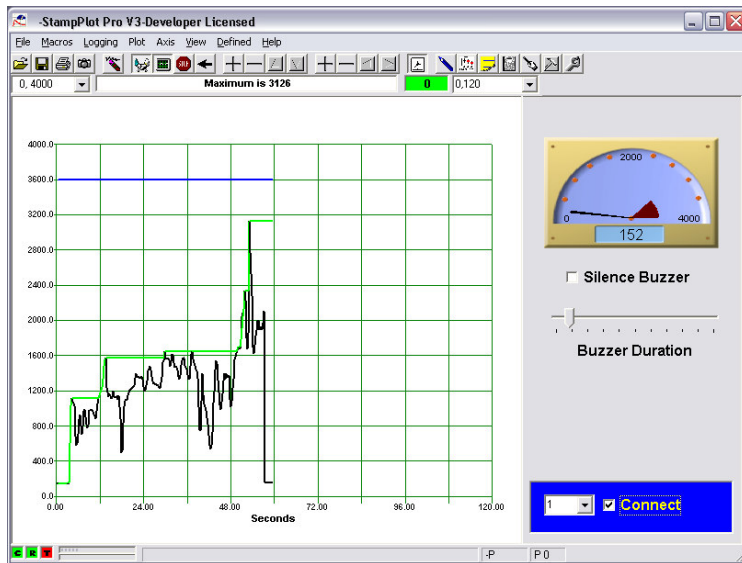 -StampPlot Pro V3-Developer Licensed
File Macros Logging Plot Axis View Defined Help
0, 4000 Maximum is 3126 0 0,120
4000.0
3600.0
3200.0
2800.0
2400.0
2000.0
1600.0
1200.0
800.0
400.0
0.0
0.00 24.00 48.00 72.00 96.00 120.00
Seconds
2000
0 4000
152
Silence Buzzer
Buzzer Duration
1 Connect
C R T -P P 0